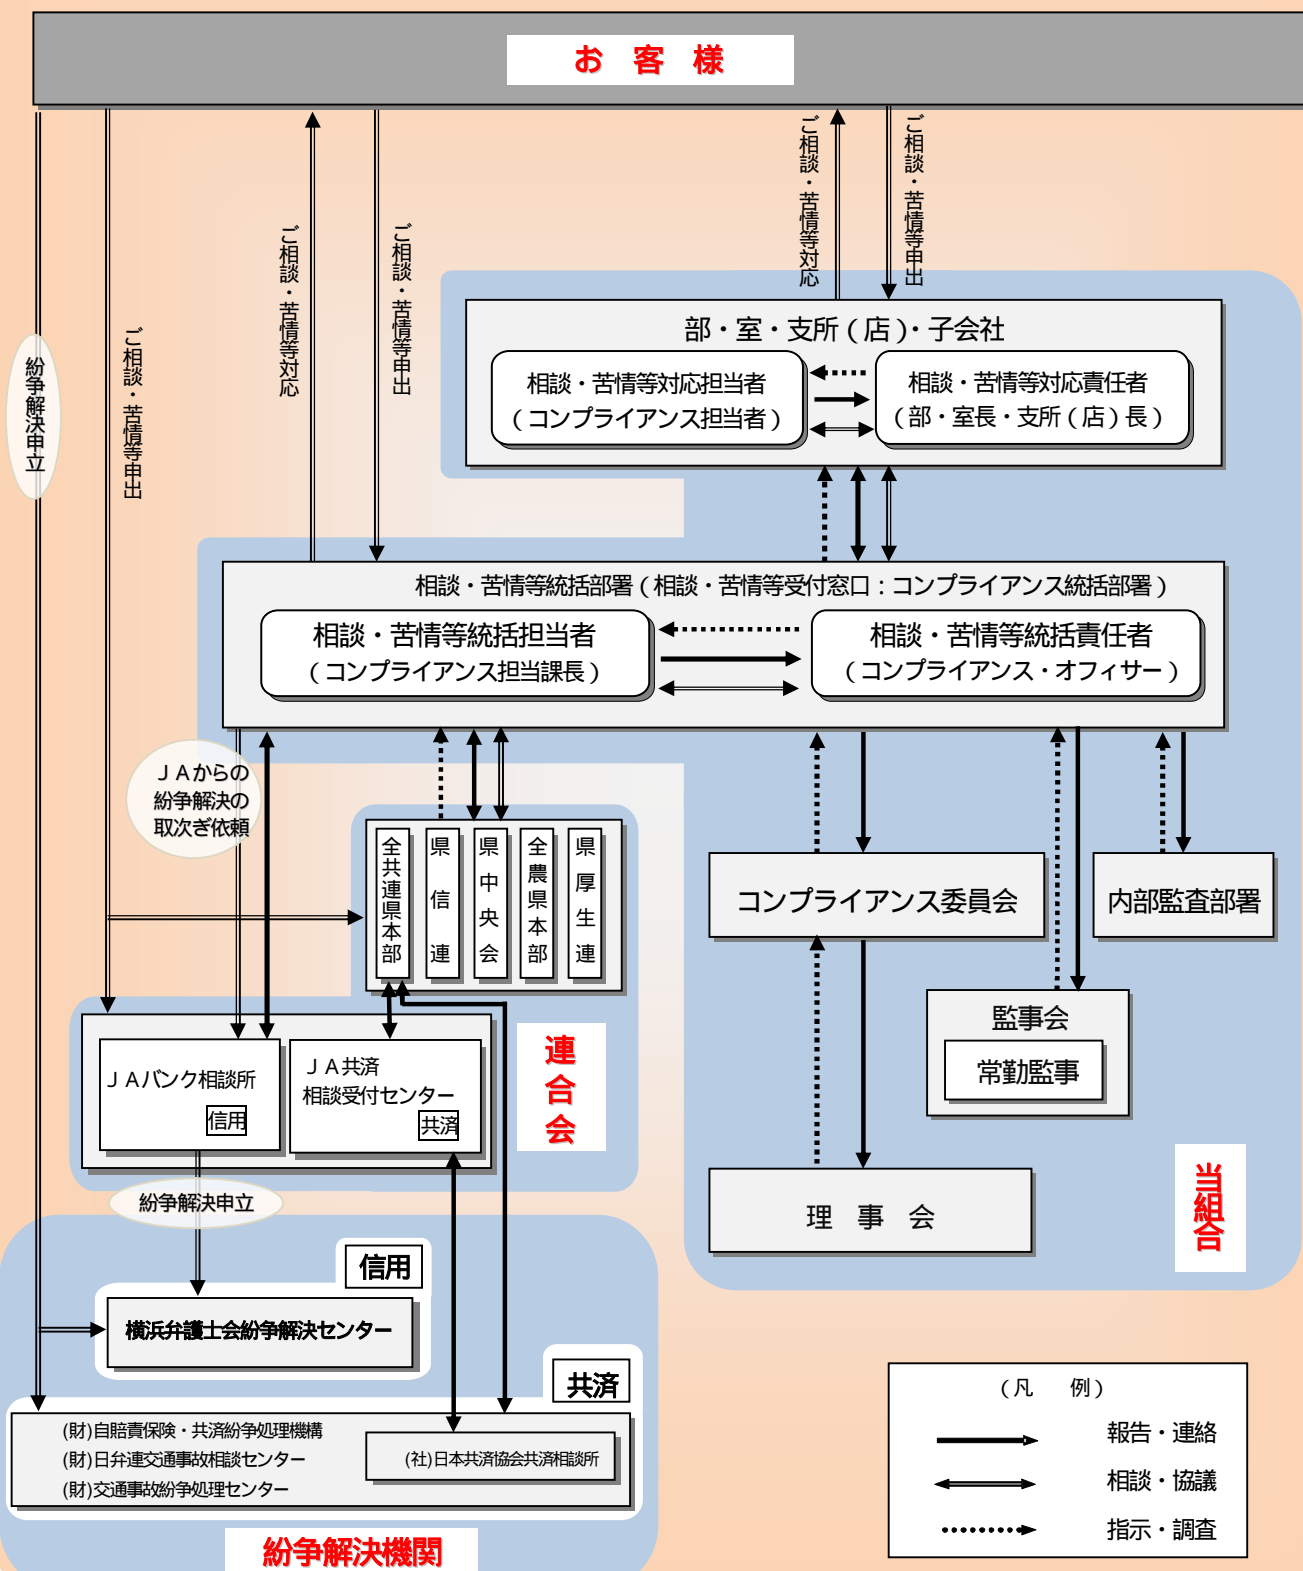 お 客 様
ご相談・苦情等対応
ご相談・苦情等申出
ご相談・苦情等対応
ご相談・苦情等申出
ご相談・苦情等申出
紛争解決申立
部・室・支所（店）・子会社
相談・苦情等対応担当者
（コンプライアンス担当者）
相談・苦情等対応責任者
（部・室長・支所（店）長）
相談・苦情等統括部署（相談・苦情等受付窓口：コンプライアンス統括部署）
相談・苦情等統括担当者
（コンプライアンス担当課長）
相談・苦情等統括責任者
（コンプライアンス・オフィサー）
ＪＡからの
紛争解決の
取次ぎ依頼
全共連県本部
県信連
県中央会
全農県本部
県厚生連
コンプライアンス委員会
内部監査部署
監事会
常勤監事
理 事 会
当組合
連合会
ＪＡバンク相談所
信用
ＪＡ共済
相談受付センター
共済
紛争解決申立
信用
横浜弁護士会紛争解決センター
共済
(財)自賠責保険・共済紛争処理機構
(財)日弁連交通事故相談センター
(財)交通事故紛争処理センター
(社)日本共済協会共済相談所
紛争解決機関
（凡 例）
報告・連絡
相談・協議
指示・調査